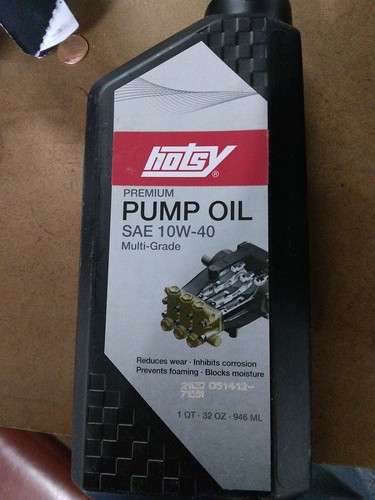 hotsy®
PREMIUM
PUMP OIL
SAE 10W-40
Multi-Grade
Reduces wear · Inhibits corrosion
Prevents foaming · Blocks moisture
1 QT · 32 OZ · 946 ML